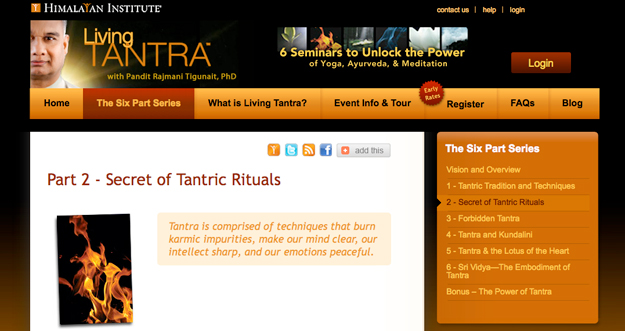 HIMALAYAN INSTITUTE®
contact us | help | login
Living
TANTRA™
with Pandit Rajmani Tigunait, PhD
6 Seminars to Unlock the Power
of Yoga, Ayurveda, & Meditation
Login
Early
Rates
Home
The Six Part Series
What is Living Tantra?
Event Info & Tour
Register
FAQs
Blog
add this
Part 2 - Secret of Tantric Rituals
Tantra is comprised of techniques that burn
karmic impurities, make our mind clear, our
intellect sharp, and our emotions peaceful.
The Six Part Series
Vision and Overview
1 - Tantric Tradition and Techniques
2 - Secret of Tantric Rituals
3 - Forbidden Tantra
4 - Tantra and Kundalini
5 - Tantra & the Lotus of the Heart
6 - Sri Vidya—The Embodiment of
Tantra
Bonus – The Power of Tantra